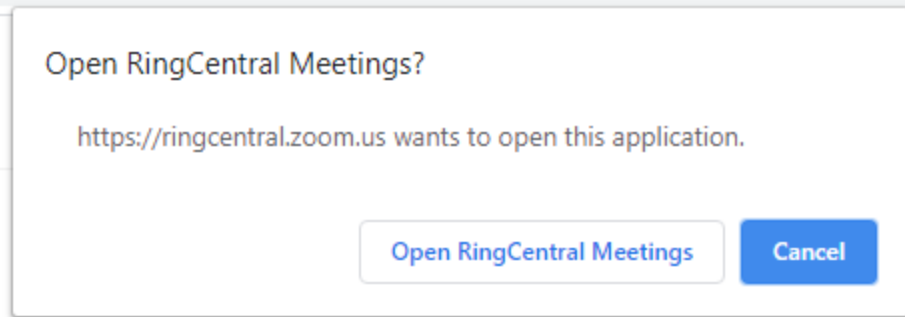 Open RingCentral Meetings?
https://ringcentral.zoom.us wants to open this application.
Open RingCentral Meetings
Cancel